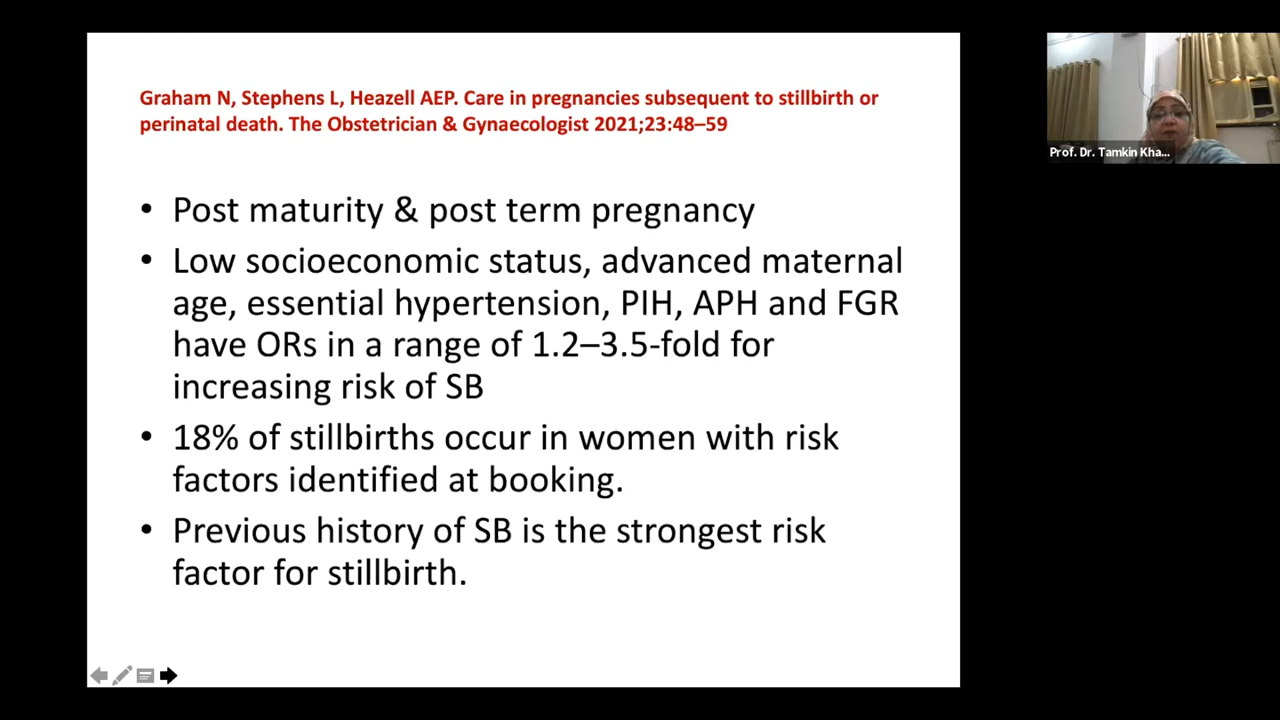 Graham N, Stephens L, Heazell AEP. Care in pregnancies subsequent to stillbirth or
perinatal death. The Obstetrician & Gynaecologist 2021;23:48–59
• Post maturity & post term pregnancy
• Low socioeconomic status, advanced maternal
age, essential hypertension, PIH, APH and FGR
have ORs in a range of 1.2–3.5-fold for
increasing risk of SB
• 18% of stillbirths occur in women with risk
factors identified at booking.
• Previous history of SB is the strongest risk
factor for stillbirth.
Prof. Dr. Tamkin Kha...